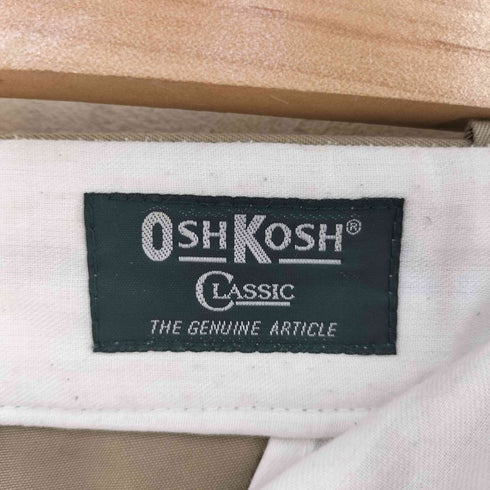 OSHKOSH®
CLASSIC
THE GENUINE ARTICLE